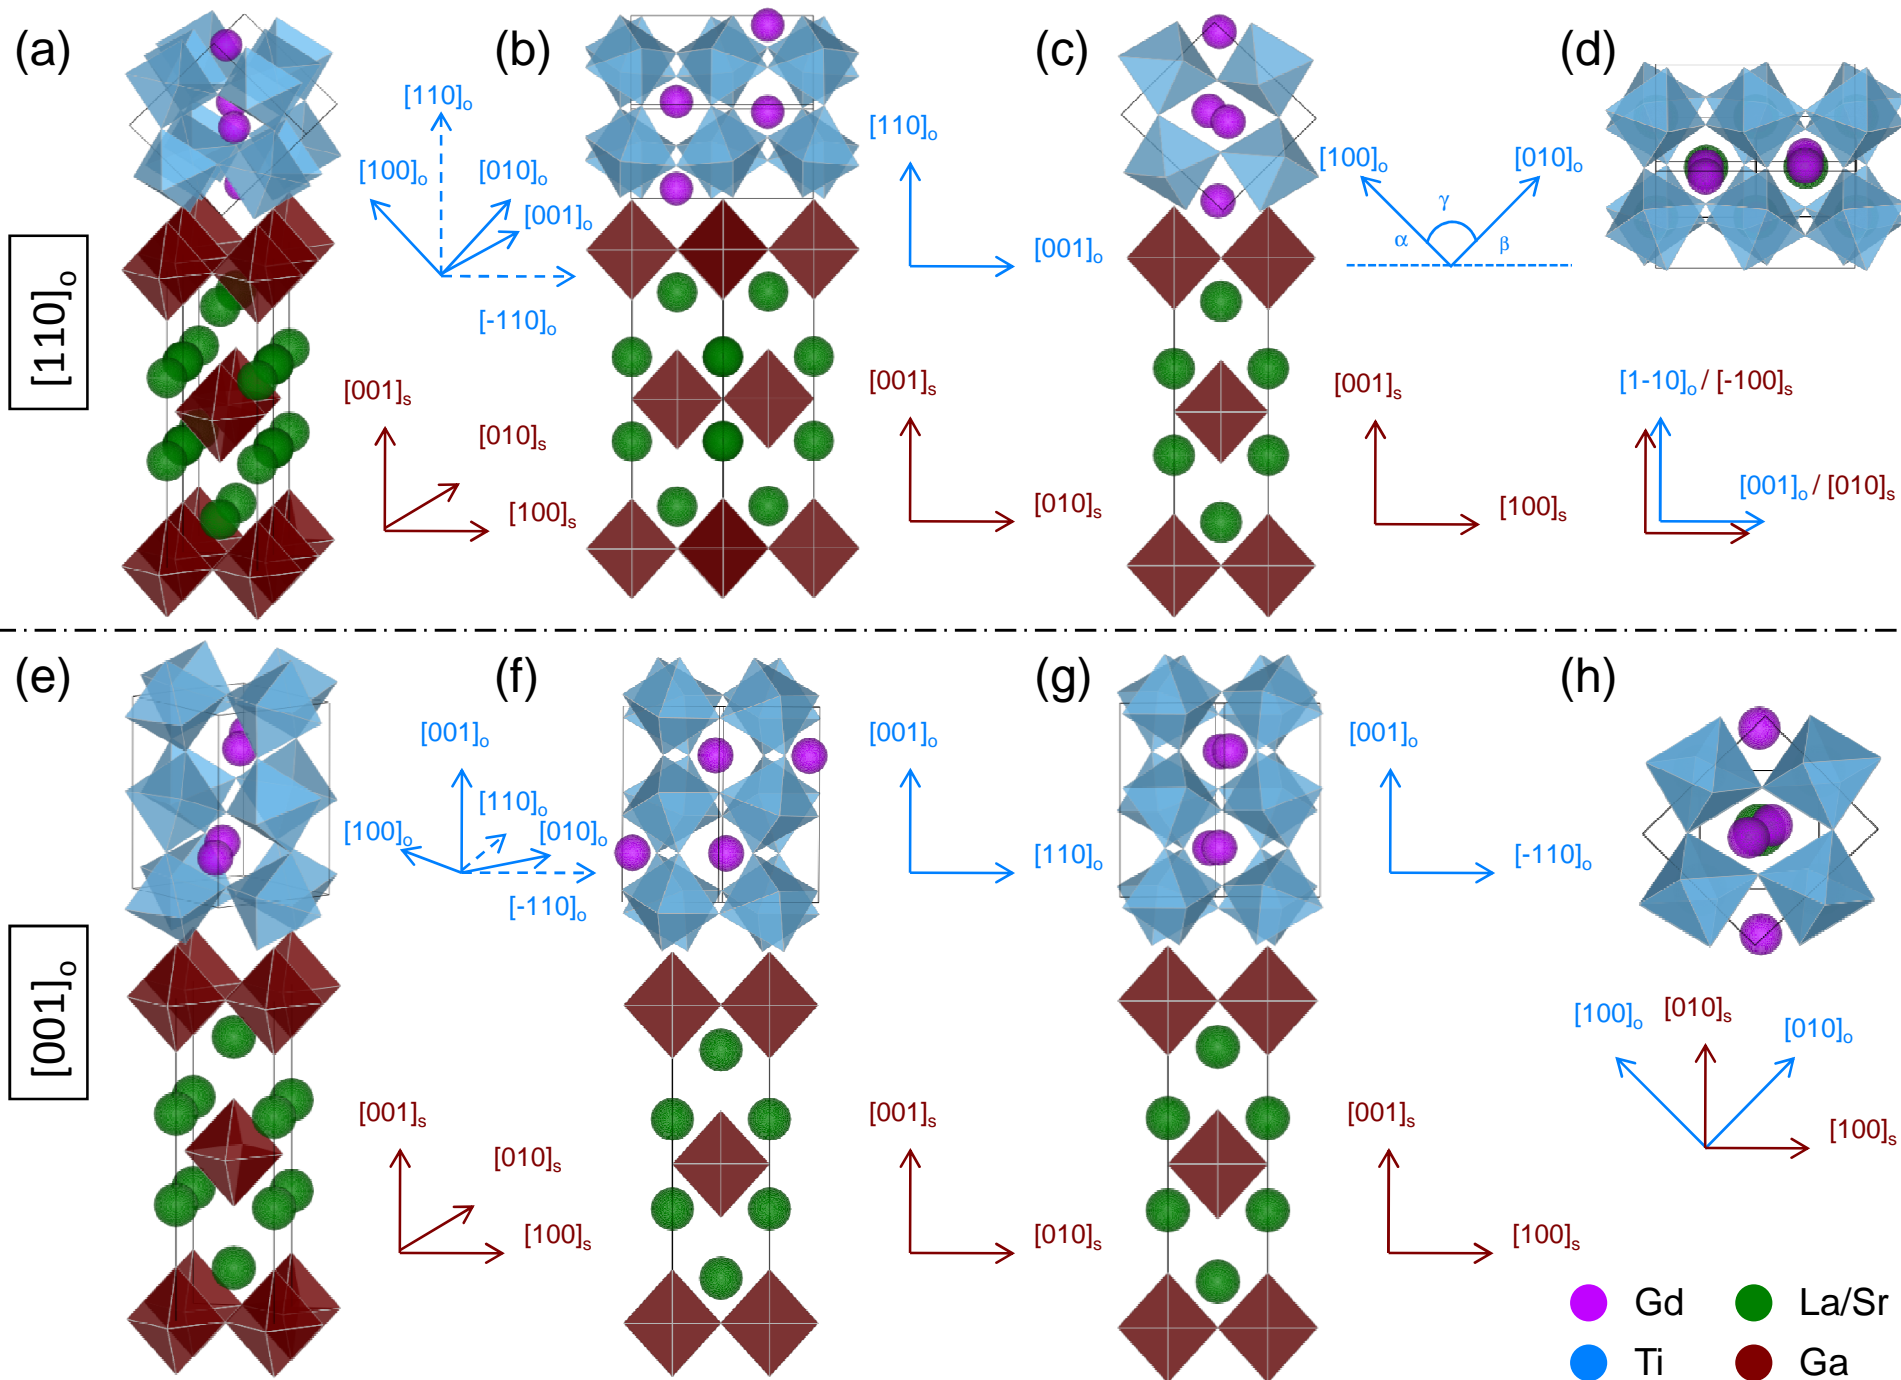 (a)
(b)
(c)
(d)
[110]ₒ
[110]ₒ
[100]ₒ
[010]ₒ
[001]ₒ
[-110]ₒ
[001]ₛ
[010]ₛ
[100]ₛ
[110]ₒ
[001]ₒ
[001]ₛ
[010]ₛ
[100]ₒ
[010]ₒ
γ
α
β
[001]ₛ
[100]ₛ
[1-10]ₒ/[-100]ₛ
[001]ₒ/[010]ₛ
(e)
(f)
(g)
(h)
[001]ₒ
[001]ₒ
[110]ₒ
[100]ₒ
[010]ₒ
[-110]ₒ
[001]ₛ
[010]ₛ
[100]ₛ
[001]ₒ
[110]ₒ
[001]ₛ
[010]ₛ
[001]ₒ
[-110]ₒ
[001]ₛ
[100]ₛ
[100]ₒ
[010]ₛ
[010]ₒ
[100]ₛ
Gd
La/Sr
Ti
Ga